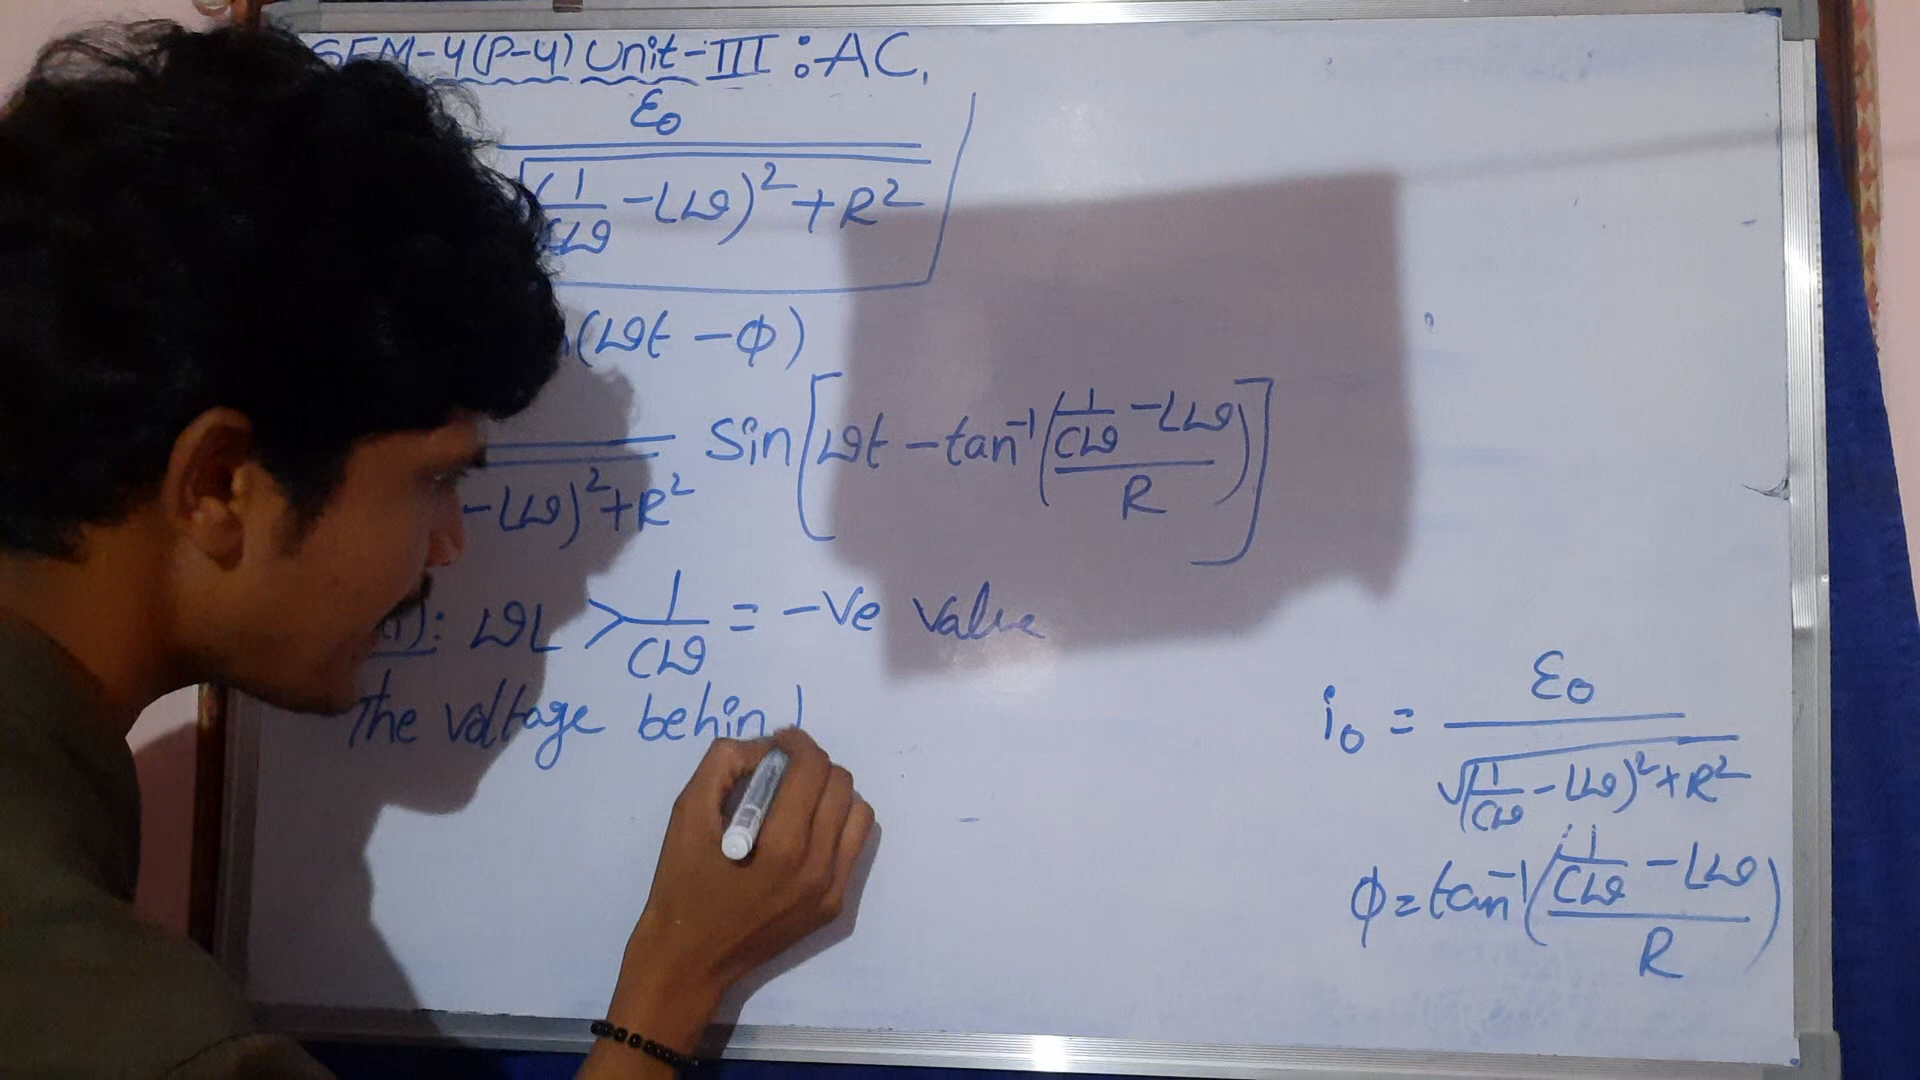 SEM-4(P-4) Unit-III : AC.
ε₀
(1/Cω - Lω)² + R²
(ωt - φ)
- Lω)² + R² Sin[ωt - tan⁻¹((1/Cω - Lω)/R)]
: ωL > 1/Cω = -ve value
The voltage behin
i₀ = ε₀/√((1/Cω - Lω)² + R²)
φ = tan⁻¹((1/Cω - Lω)/R)